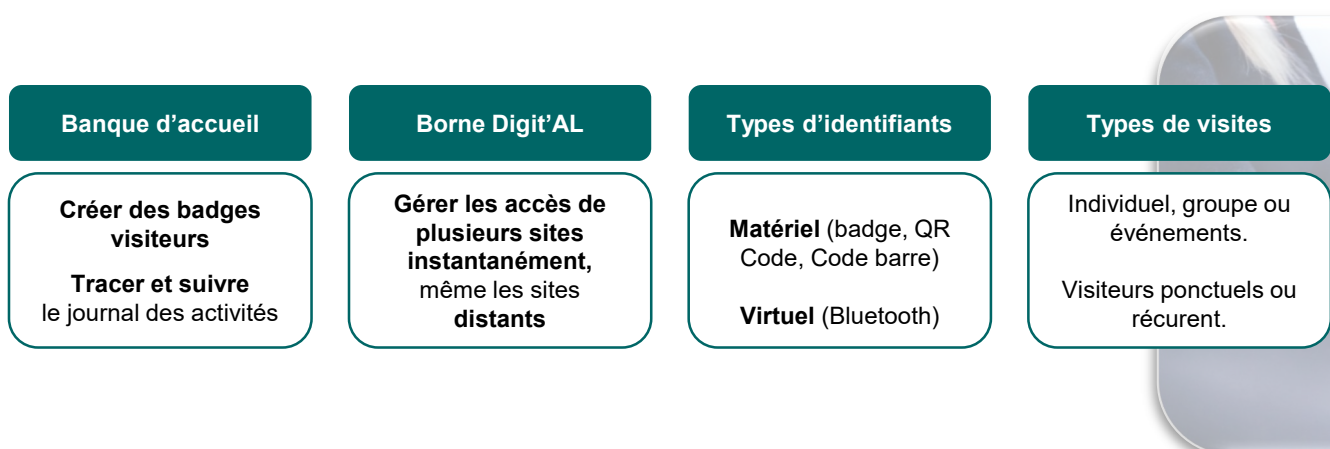 Banque d’accueil
Créer des badges
visiteurs
Tracer et suivre
le journal des activités
Borne Digit’AL
Gérer les accès de
plusieurs sites
instantanément,
même les sites
distants
Types d’identifiants
Matériel (badge, QR
Code, Code barre)
Virtuel (Bluetooth)
Types de visites
Individuel, groupe ou
événements.
Visiteurs ponctuels ou
récurent.